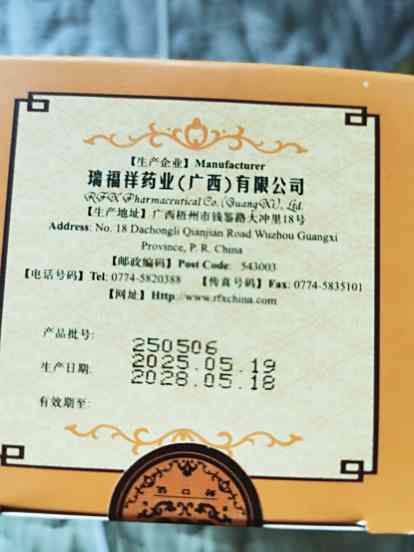 【生产企业】Manufacturer
瑞福祥药业(广西)有限公司
RFX Pharmaceutical Co. (GuangXi), Ltd.
【生产地址】广西梧州市钱鉴路大冲里18号
Address: No. 18 Dachongli Qianjian Road Wuzhou Guangxi
Province, P. R. China
【邮政编码】Post Code: 543003
【电话号码】Tel: 0774-5820388 【传真号码】Fax: 0774-5835101
【网址】Http://www.rfxchina.com
产品批号: 250506
生产日期: 2025.05.19
有效期至: 2028.05.18
封口签